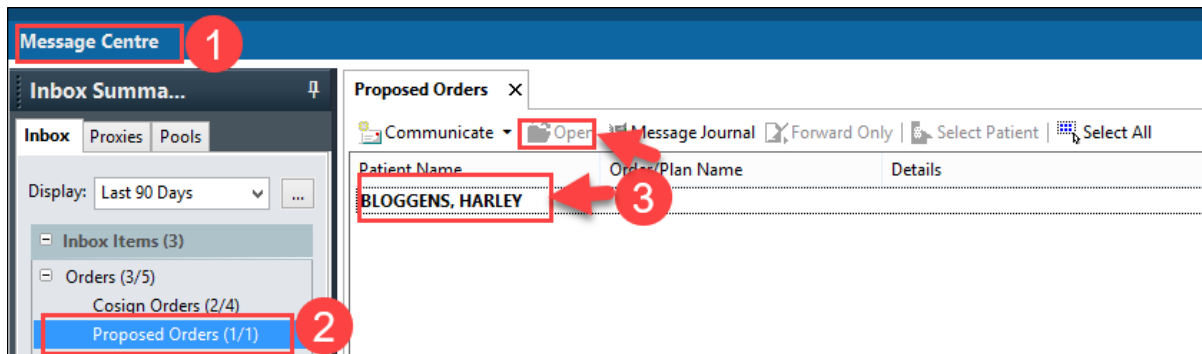 Message Centre 1
Inbox Summa...
Inbox Proxies Pools
Display: Last 90 Days ...
Inbox Items (3)
Orders (3/5)
Cosign Orders (2/4)
Proposed Orders (1/1) 2
Proposed Orders X
Communicate Open Message Journal Forward Only Select Patient Select All
Patient Name Order/Plan Name Details
BLOGGENS, HARLEY 3